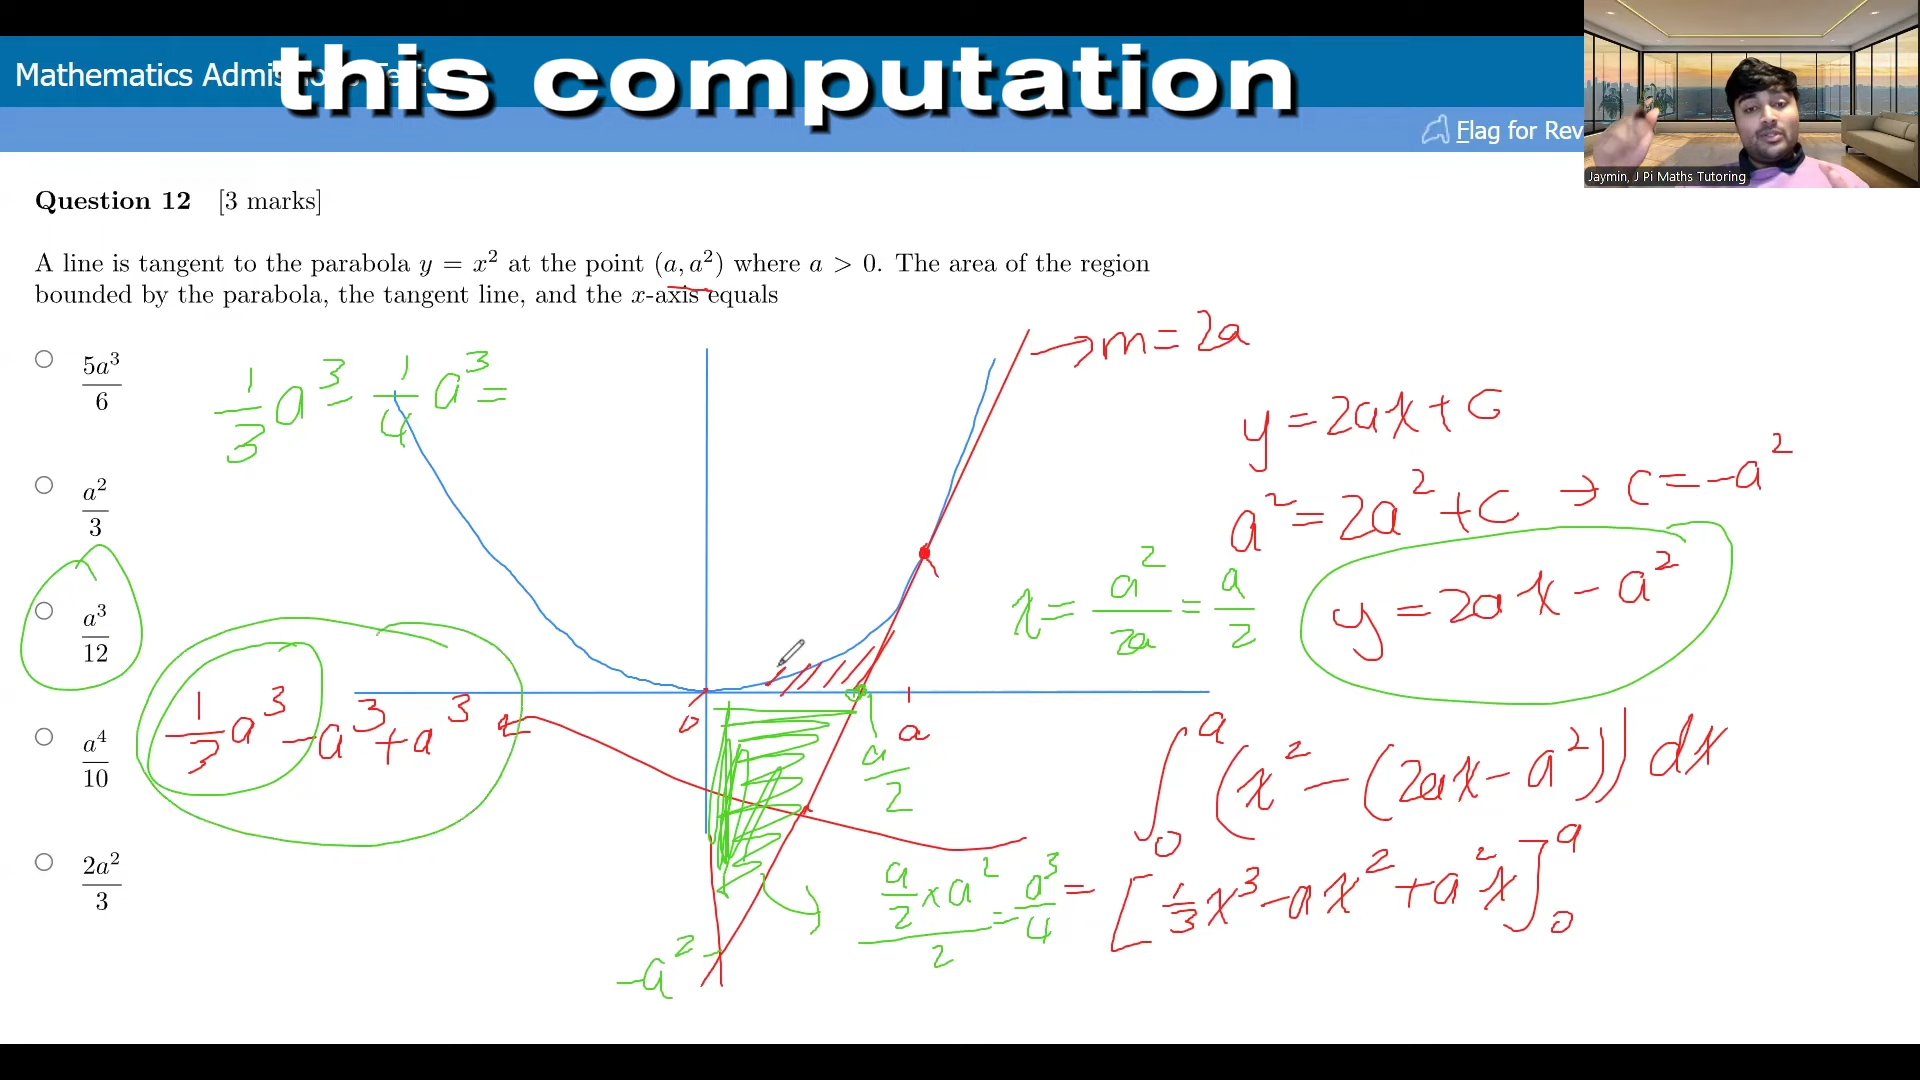 this computation
Mathematics Admissions Test
Flag for Rev
Jaymin, J Pi Maths Tutoring
Question 12 [3 marks]
A line is tangent to the parabola y = x² at the point (a, a²) where a > 0. The area of the region
bounded by the parabola, the tangent line, and the x-axis equals
5a³/6
a²/3
a³/12
a⁴/10
2a²/3
1/3 a³ - 1/4 a³ =
→ m = 2a
y = 2ax + c
a² = 2a² + c → c = -a²
x = a²/2a = a/2
y = 2ax - a²
1/3 a³ - a³ + a³
0
a/2
a
∫₀ᵃ (x² - (2ax - a²)) dx
= [1/3 x³ - ax² + a²x]₀ᵃ
(a/2 × a²)/2 = a³/4
-a²